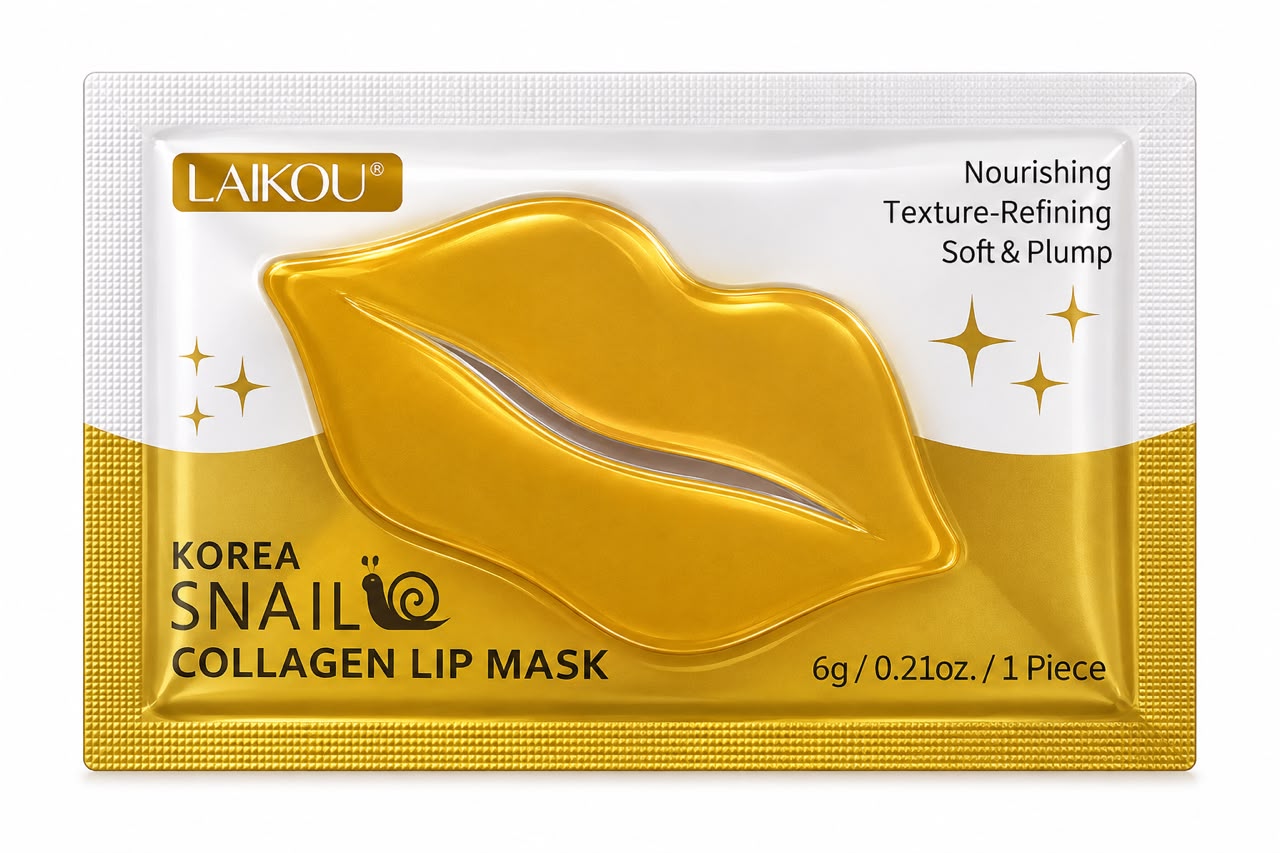 LAIKOU®
Nourishing
Texture-Refining
Soft & Plump
KOREA
SNAIL
COLLAGEN LIP MASK
6g / 0.21oz. / 1 Piece